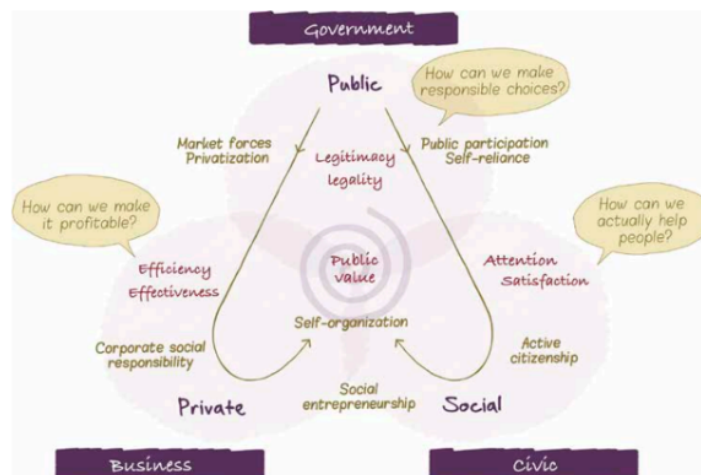 Government
Public
How can we make
responsible choices?
Market forces
Privatization
Legitimacy
legality
Public participation
Self-reliance
How can we make
it profitable?
How can we
actually help
people?
Efficiency
Effectiveness
Public
value
Attention
Satisfaction
Self-organization
Corporate social
responsibility
Active
citizenship
Private
Social
entrepreneurship
Social
Business
Civic